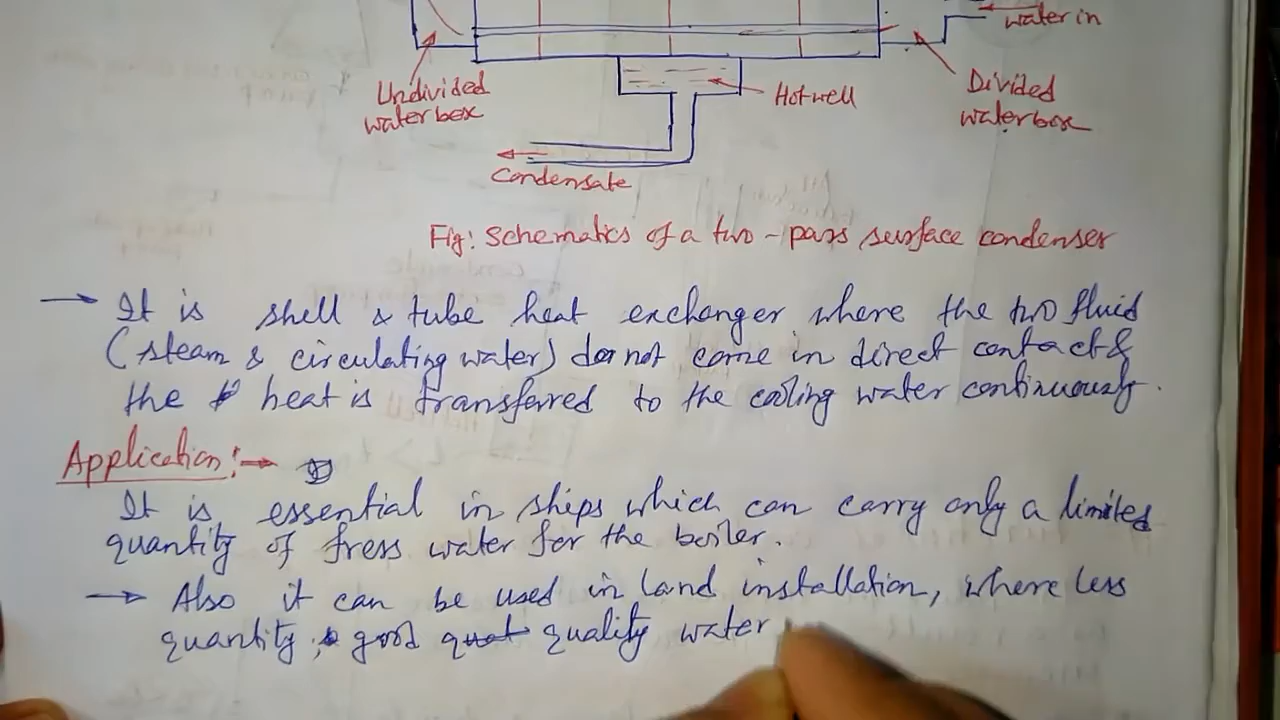 water in
Undivided
waterbox
Hotwell
Divided
waterbox
Condensate
Fig: Schematics of a two-pass surface condenser
→ It is shell & tube heat exchanger where the two fluid
(steam & circulating water) do not come in direct contact &
the heat is transferred to the cooling water continuously.
Application:→
It is essential in ships which can carry only a limited
quantity of fress water for the boiler.
→ Also it can be used in land installation, where less
quantity, good quality water